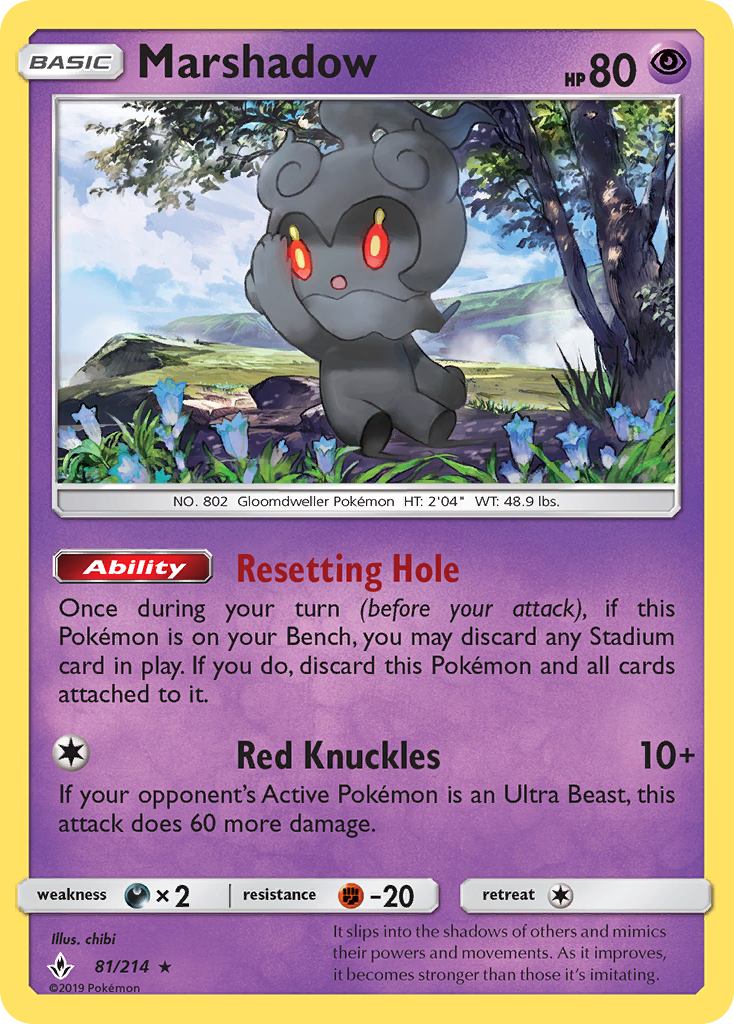 BASIC Marshadow HP 80
NO. 802 Gloomdweller Pokémon HT: 2'04" WT: 48.9 lbs.
Ability Resetting Hole
Once during your turn (before your attack), if this
Pokémon is on your Bench, you may discard any Stadium
card in play. If you do, discard this Pokémon and all cards
attached to it.
Red Knuckles 10+
If your opponent's Active Pokémon is an Ultra Beast, this
attack does 60 more damage.
weakness ×2 resistance -20 retreat
Illus. chibi
81/214
©2019 Pokémon
It slips into the shadows of others and mimics
their powers and movements. As it improves,
it becomes stronger than those it's imitating.